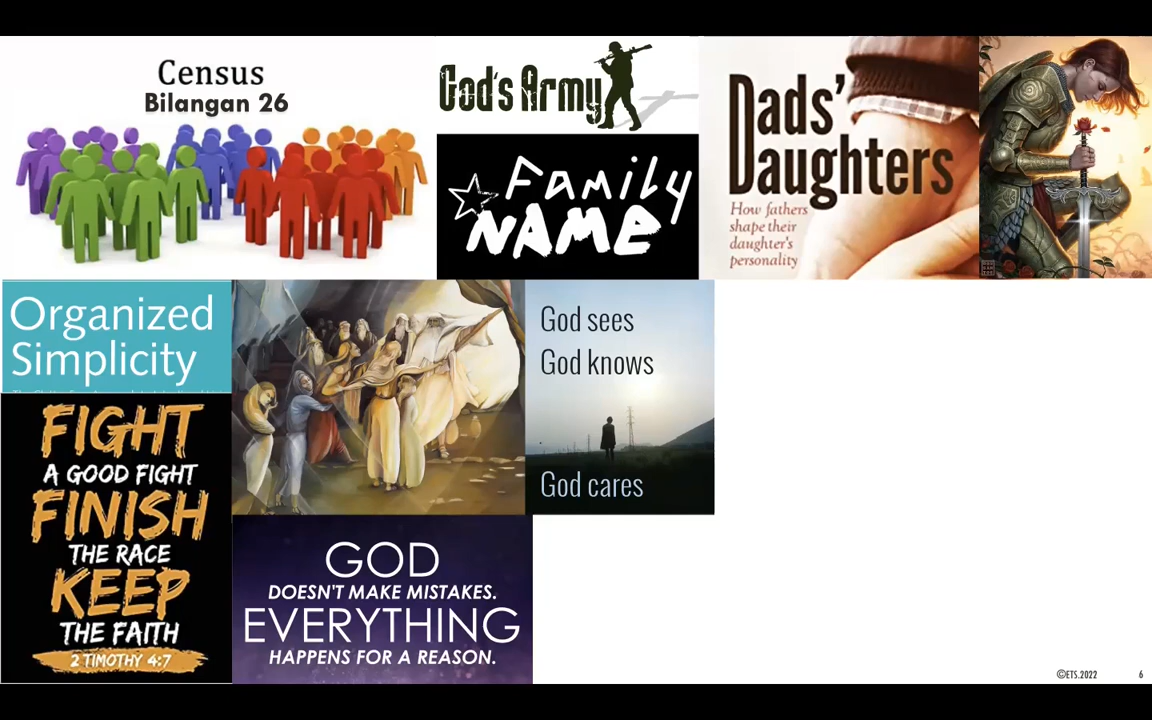 Census
Bilangan 26
God's Army
Family
NAME
Dads'
Daughters
How fathers
shape their
daughter's
personality
Organized
Simplicity
FIGHT
A GOOD FIGHT
FINISH
THE RACE
KEEP
THE FAITH
2 TIMOTHY 4:7
God sees
God knows
God cares
GOD
DOESN'T MAKE MISTAKES.
EVERYTHING
HAPPENS FOR A REASON.
©ETS.2022
6